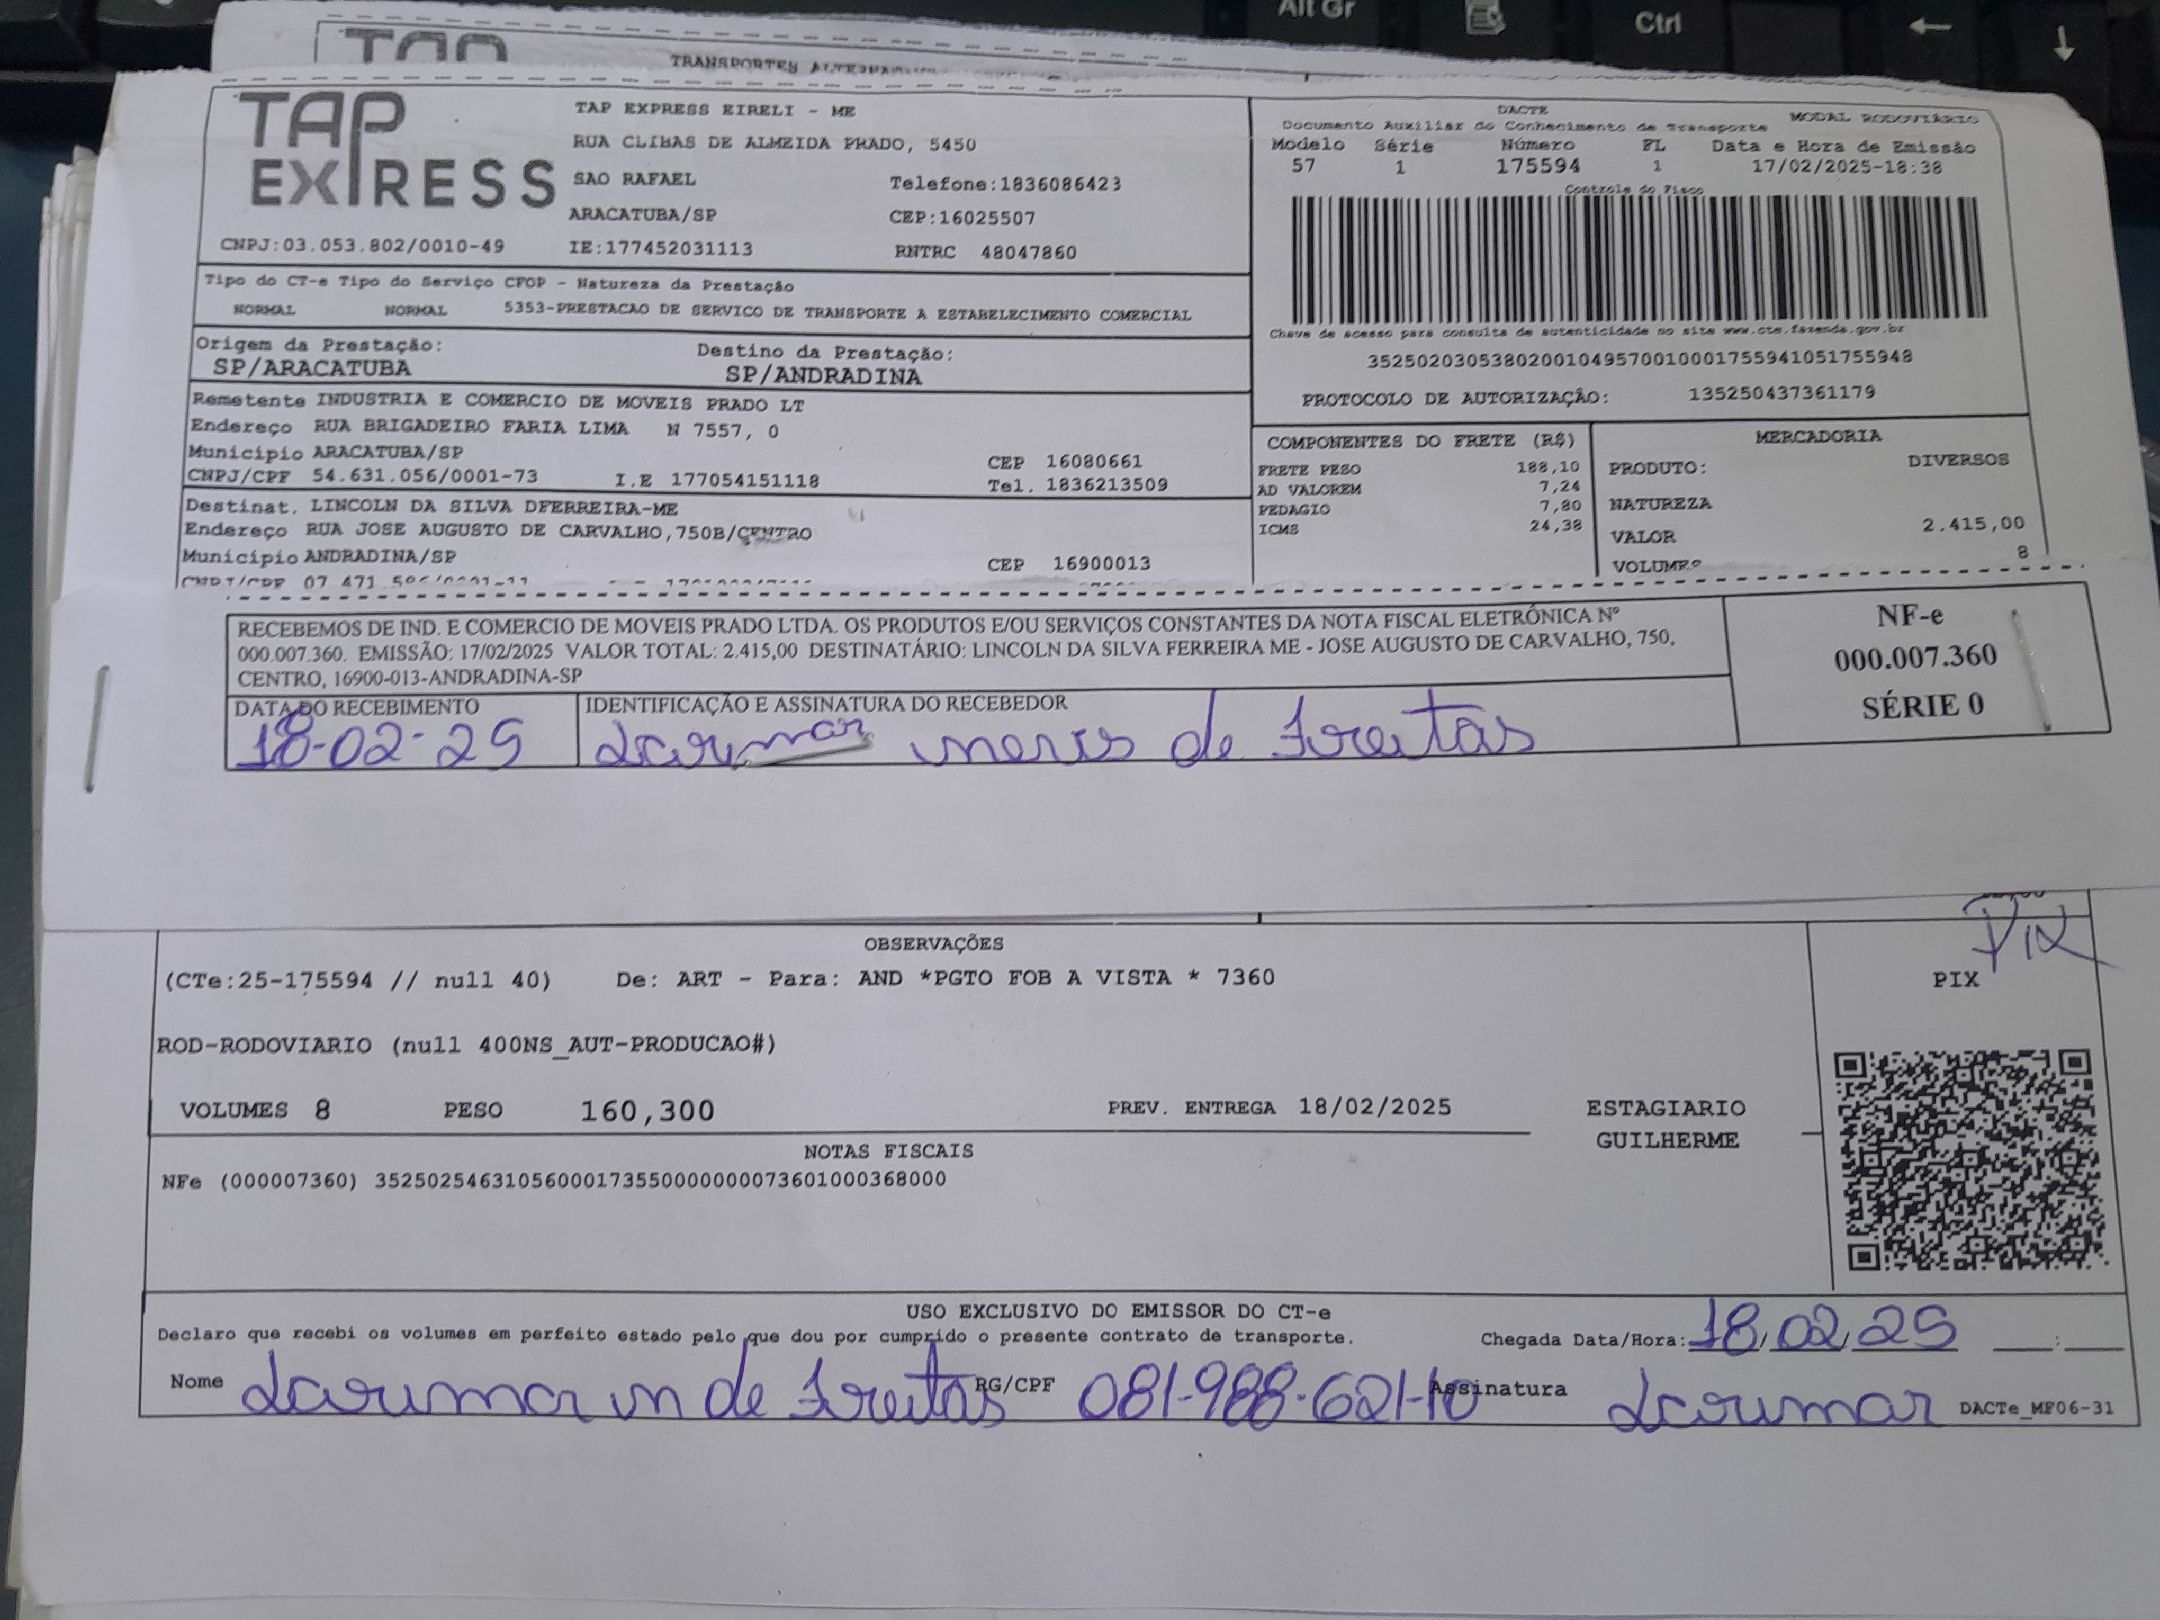 Alt Gr
Ctrl
TRANSPORTES
TAP EXPRESS
TAP EXPRESS EIRELI - ME
RUA CLIBAS DE ALMEIDA PRADO, 5450
SAO RAFAEL Telefone:1836086423
ARACATUBA/SP CEP:16025507
CNPJ:03.053.802/0010-49 IE:177452031113 RNTRC 48047860
DACTE
Documento Auxiliar do Conhecimento de Transporte MODAL RODOVIÁRIO
Modelo Série Número FL Data e Hora de Emissão
57 1 175594 1 17/02/2025-18:38
Controle do Fisco
Chave de acesso para consulta de autenticidade no site www.cte.fazenda.gov.br
35250203053802001049570010001755941051755948
PROTOCOLO DE AUTORIZAÇÃO: 135250437361179
Tipo do CT-e Tipo do Serviço CFOP - Natureza da Prestação
NORMAL NORMAL 5353-PRESTACAO DE SERVICO DE TRANSPORTE A ESTABELECIMENTO COMERCIAL
Origem da Prestação: Destino da Prestação:
SP/ARACATUBA SP/ANDRADINA
Remetente INDUSTRIA E COMERCIO DE MOVEIS PRADO LT
Endereço RUA BRIGADEIRO FARIA LIMA N 7557, 0
Município ARACATUBA/SP CEP 16080661
CNPJ/CPF 54.631.056/0001-73 I.E 177054151118 Tel. 1836213509
Destinat. LINCOLN DA SILVA DFERREIRA-ME
Endereço RUA JOSE AUGUSTO DE CARVALHO,750B/CENTRO
Município ANDRADINA/SP CEP 16900013
CNPJ/CPF
COMPONENTES DO FRETE (R$)
FRETE PESO 188,10
AD VALOREM 7,24
PEDAGIO 7,80
ICMS 24,38
MERCADORIA
PRODUTO: DIVERSOS
NATUREZA
VALOR 2.415,00
VOLUMES 8
RECEBEMOS DE IND. E COMERCIO DE MOVEIS PRADO LTDA. OS PRODUTOS E/OU SERVIÇOS CONSTANTES DA NOTA FISCAL ELETRÔNICA Nº
000.007.360. EMISSÃO: 17/02/2025 VALOR TOTAL: 2.415,00 DESTINATÁRIO: LINCOLN DA SILVA FERREIRA ME - JOSE AUGUSTO DE CARVALHO, 750,
CENTRO, 16900-013-ANDRADINA-SP
NF-e
000.007.360
SÉRIE 0
DATA DO RECEBIMENTO IDENTIFICAÇÃO E ASSINATURA DO RECEBEDOR
18-02-25 de Freitas
OBSERVAÇÕES
(CTe:25-175594 // null 40) De: ART - Para: AND *PGTO FOB A VISTA * 7360
ROD-RODOVIARIO (null 400NS_AUT-PRODUCAO#)
PIX
PIX
VOLUMES 8 PESO 160,300 PREV. ENTREGA 18/02/2025 ESTAGIARIO
GUILHERME
NOTAS FISCAIS
NFe (000007360) 35250254631056000173550000000073601000368000
USO EXCLUSIVO DO EMISSOR DO CT-e
Declaro que recebi os volumes em perfeito estado pelo que dou por cumprido o presente contrato de transporte. Chegada Data/Hora: 18/02/25 :
Nome m de Freitas RG/CPF 081-988-621-10 Assinatura DACTe_MF06-31